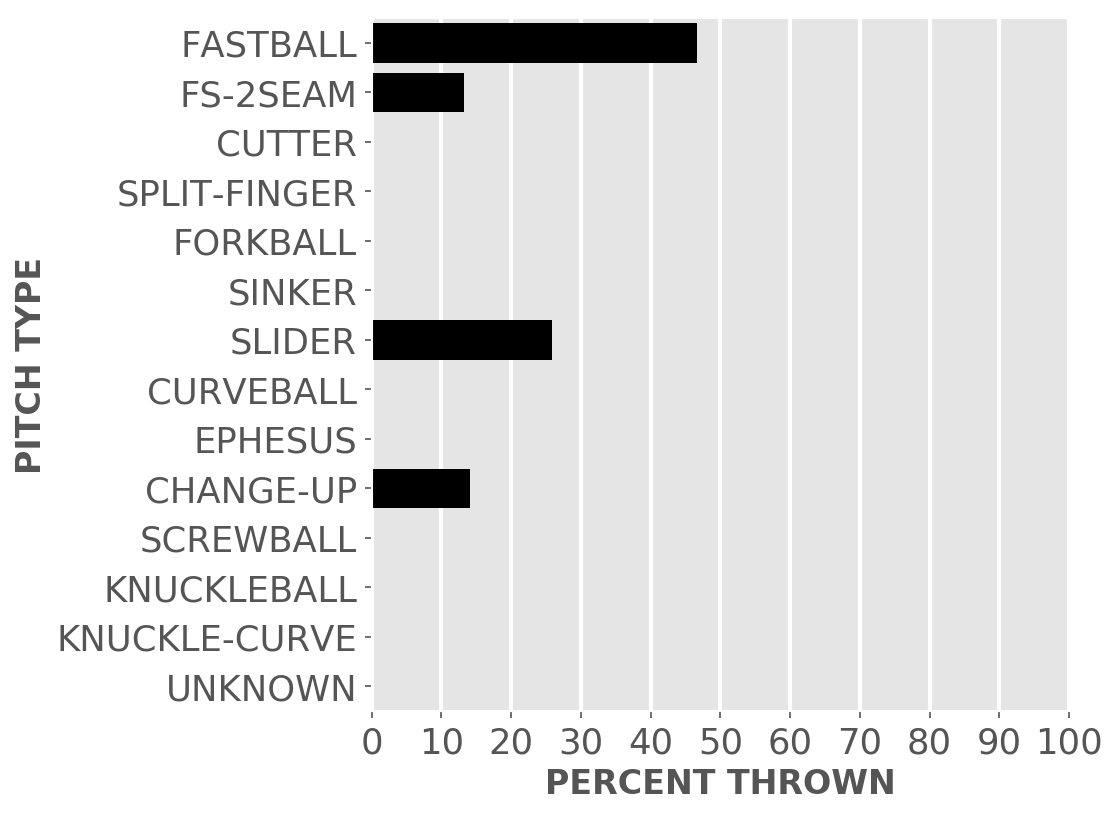 PITCH TYPE
FASTBALL
FS-2SEAM
CUTTER
SPLIT-FINGER
FORKBALL
SINKER
SLIDER
CURVEBALL
EPHESUS
CHANGE-UP
SCREWBALL
KNUCKLEBALL
KNUCKLE-CURVE
UNKNOWN
0 10 20 30 40 50 60 70 80 90 100
PERCENT THROWN